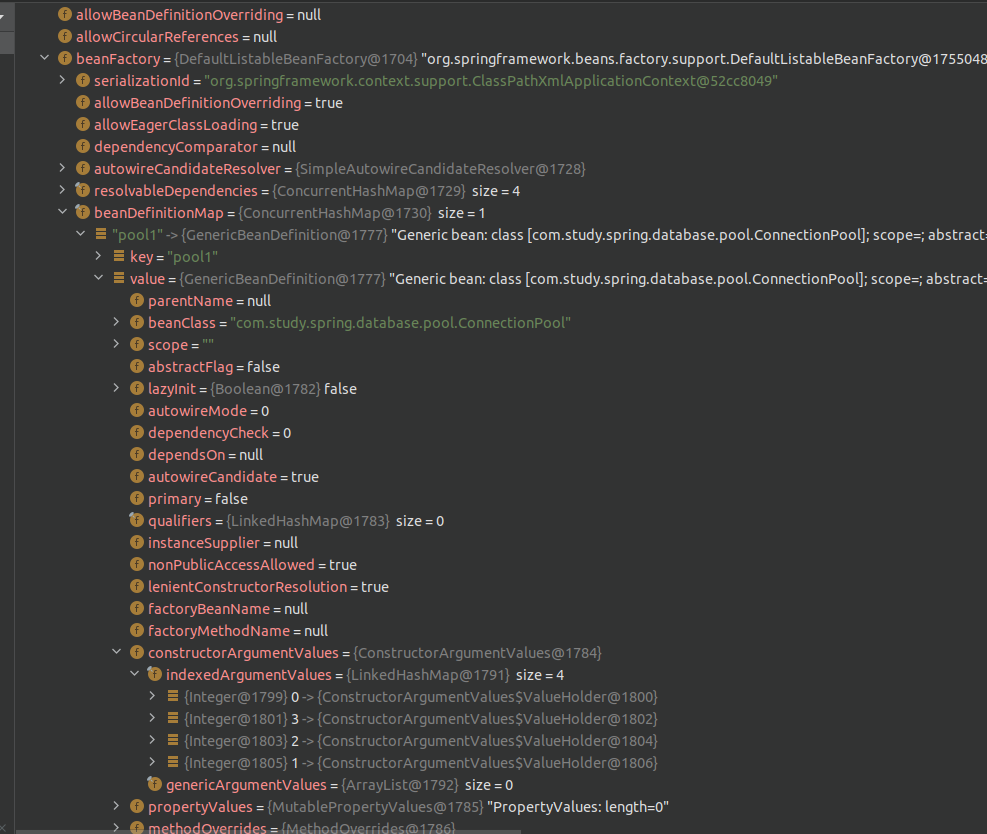 allowBeanDefinitionOverriding = null
allowCircularReferences = null
beanFactory = {DefaultListableBeanFactory@1704} "org.springframework.beans.factory.support.DefaultListableBeanFactory@1755048
serializationId = "org.springframework.context.support.ClassPathXmlApplicationContext@52cc8049"
allowBeanDefinitionOverriding = true
allowEagerClassLoading = true
dependencyComparator = null
autowireCandidateResolver = {SimpleAutowireCandidateResolver@1728}
resolvableDependencies = {ConcurrentHashMap@1729} size = 4
beanDefinitionMap = {ConcurrentHashMap@1730} size = 1
"pool1" -> {GenericBeanDefinition@1777} "Generic bean: class [com.study.spring.database.pool.ConnectionPool]; scope=; abstract=
key = "pool1"
value = {GenericBeanDefinition@1777} "Generic bean: class [com.study.spring.database.pool.ConnectionPool]; scope=; abstract=
parentName = null
beanClass = "com.study.spring.database.pool.ConnectionPool"
scope = ""
abstractFlag = false
lazyInit = {Boolean@1782} false
autowireMode = 0
dependencyCheck = 0
dependsOn = null
autowireCandidate = true
primary = false
qualifiers = {LinkedHashMap@1783} size = 0
instanceSupplier = null
nonPublicAccessAllowed = true
lenientConstructorResolution = true
factoryBeanName = null
factoryMethodName = null
constructorArgumentValues = {ConstructorArgumentValues@1784}
indexedArgumentValues = {LinkedHashMap@1791} size = 4
{Integer@1799} 0 -> {ConstructorArgumentValues$ValueHolder@1800}
{Integer@1801} 3 -> {ConstructorArgumentValues$ValueHolder@1802}
{Integer@1803} 2 -> {ConstructorArgumentValues$ValueHolder@1804}
{Integer@1805} 1 -> {ConstructorArgumentValues$ValueHolder@1806}
genericArgumentValues = {ArrayList@1792} size = 0
propertyValues = {MutablePropertyValues@1785} "PropertyValues: length=0"
methodOverrides = {MethodOverrides@1786}